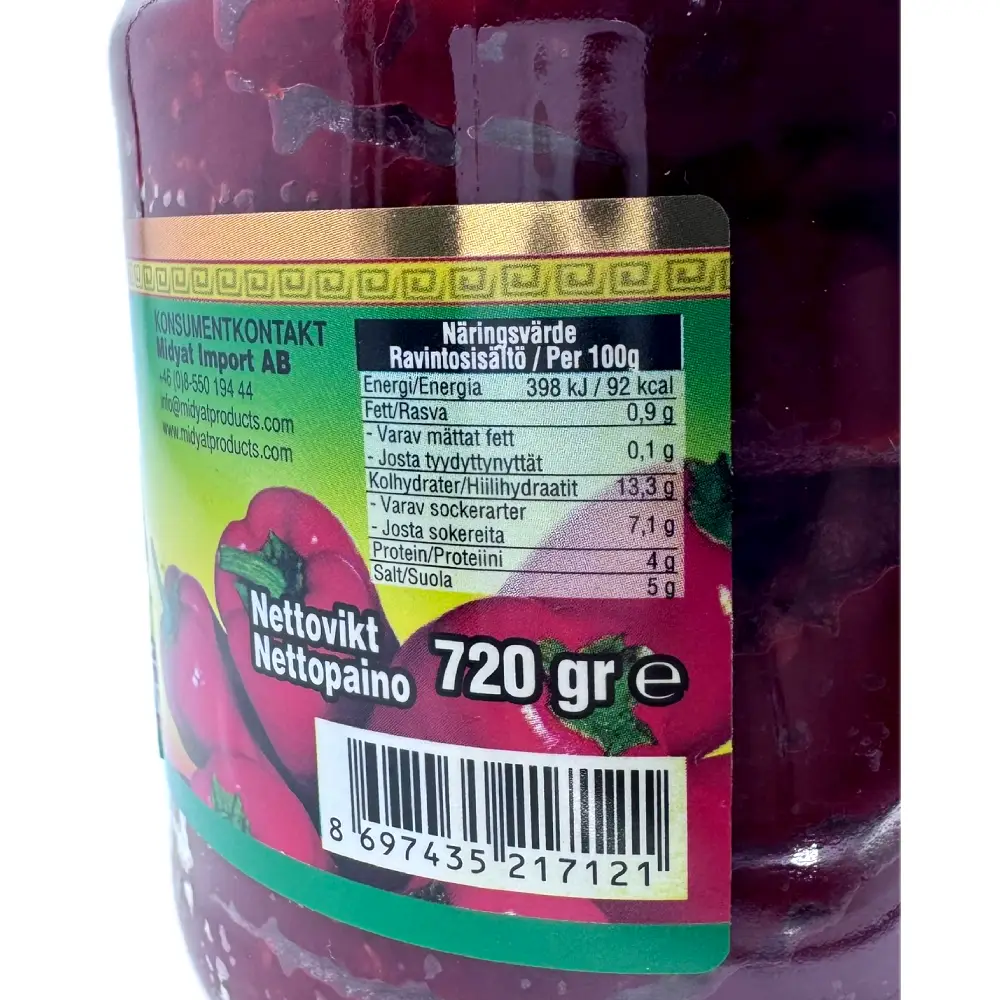 KONSUMENTKONTAKT
Midyat Import AB
+46 (0)8-550 194 44
info@midyatproducts.com
www.midyatproducts.com
Näringsvärde
Ravintosisältö / Per 100g
Energi/Energia 398 kJ / 92 kcal
Fett/Rasva 0,9 g
- Varav mättat fett
- Josta tyydyttynyttät 0,1 g
Kolhydrater/Hiilihydraatit 13,3 g
- Varav sockerarter
- Josta sokereita 7,1 g
Protein/Proteiini 4 g
Salt/Suola 5 g
Nettovikt
Nettopaino 720 gr e
8 697435 217121